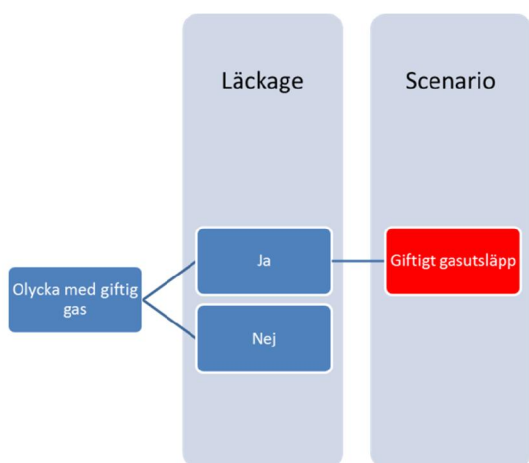 Läckage
Scenario
Olycka med giftig
gas
Ja
Giftigt gasutsläpp
Nej